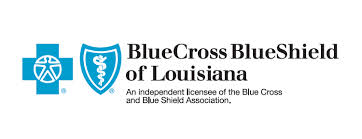 BlueCross BlueShield
of Louisiana
An independent licensee of the Blue Cross
and Blue Shield Association.
® ®